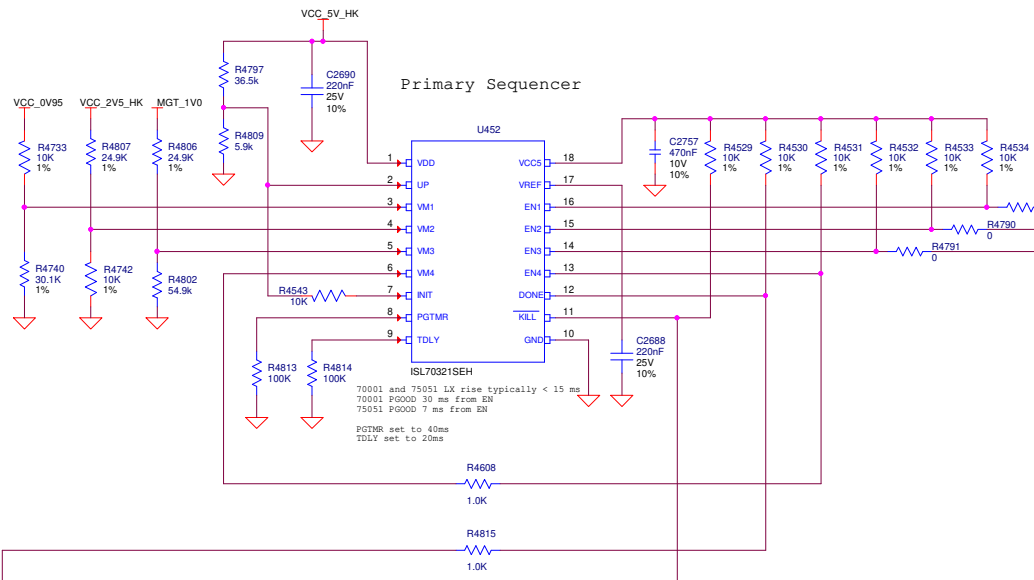 VCC_5V_HK
Primary Sequencer
R4797
36.5k
C2690
220nF
25V
10%
VCC_0V95
VCC_2V5_HK
MGT_1V0
R4733
10K
1%
R4807
24.9K
1%
R4806
24.9K
1%
R4809
5.9k
U452
1
VDD
2
UP
3
VM1
4
VM2
5
VM3
6
VM4
7
INIT
8
PGTMR
9
TDLY
VCC5
18
VREF
17
EN1
16
EN2
15
EN3
14
EN4
13
DONE
12
KILL
11
GND
10
ISL70321SEH
C2757
470nF
10V
10%
R4529
10K
1%
R4530
10K
1%
R4531
10K
1%
R4532
10K
1%
R4533
10K
1%
R4534
10K
1%
R4790
0
R4791
0
R4740
30.1K
1%
R4742
10K
1%
R4802
54.9k
R4543
10K
R4813
100K
R4814
100K
C2688
220nF
25V
10%
70001 and 75051 LX rise typically < 15 ms
70001 PGOOD 30 ms from EN
75051 PGOOD 7 ms from EN
PGTMR set to 40ms
TDLY set to 20ms
R4608
1.0K
R4815
1.0K